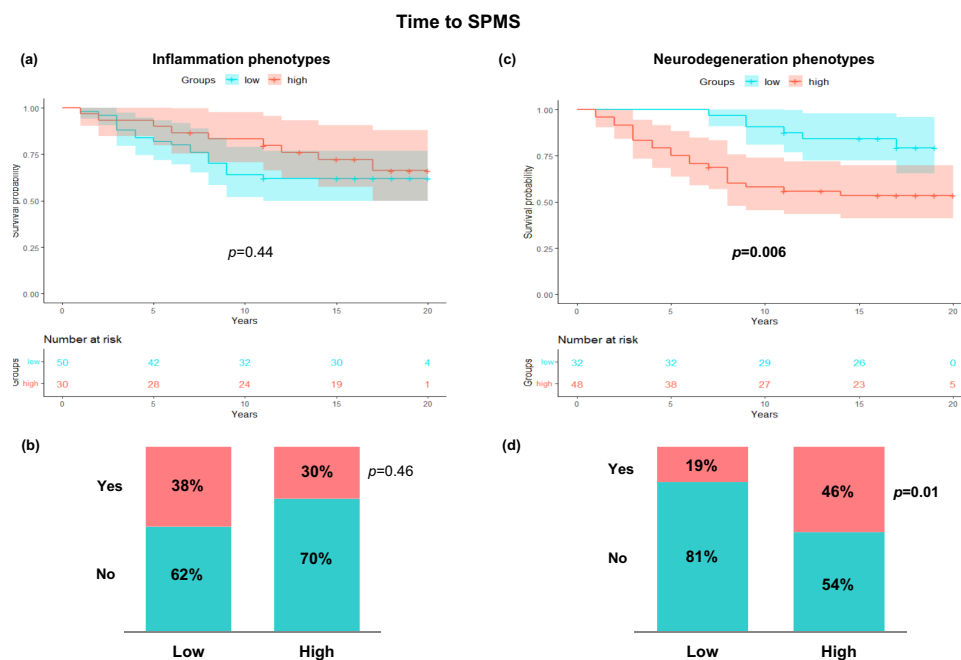 Time to SPMS
(a)
Inflammation phenotypes
Groups low high
1.00
0.75
0.50
0.25
0.00
Survival probability
p=0.44
0 5 10 15 20
Years
Number at risk
Groups
low 50 42 32 30 4
high 30 28 24 19 1
0 5 10 15 20
Years
(c)
Neurodegeneration phenotypes
Groups low high
1.00
0.75
0.50
0.25
0.00
Survival probability
p=0.006
0 5 10 15 20
Years
Number at risk
Groups
low 32 32 29 26 0
high 48 38 27 23 5
0 5 10 15 20
Years
(b)
Yes 38% 30% p=0.46
No 62% 70%
Low High
(d)
Yes 19% 46% p=0.01
No 81% 54%
Low High